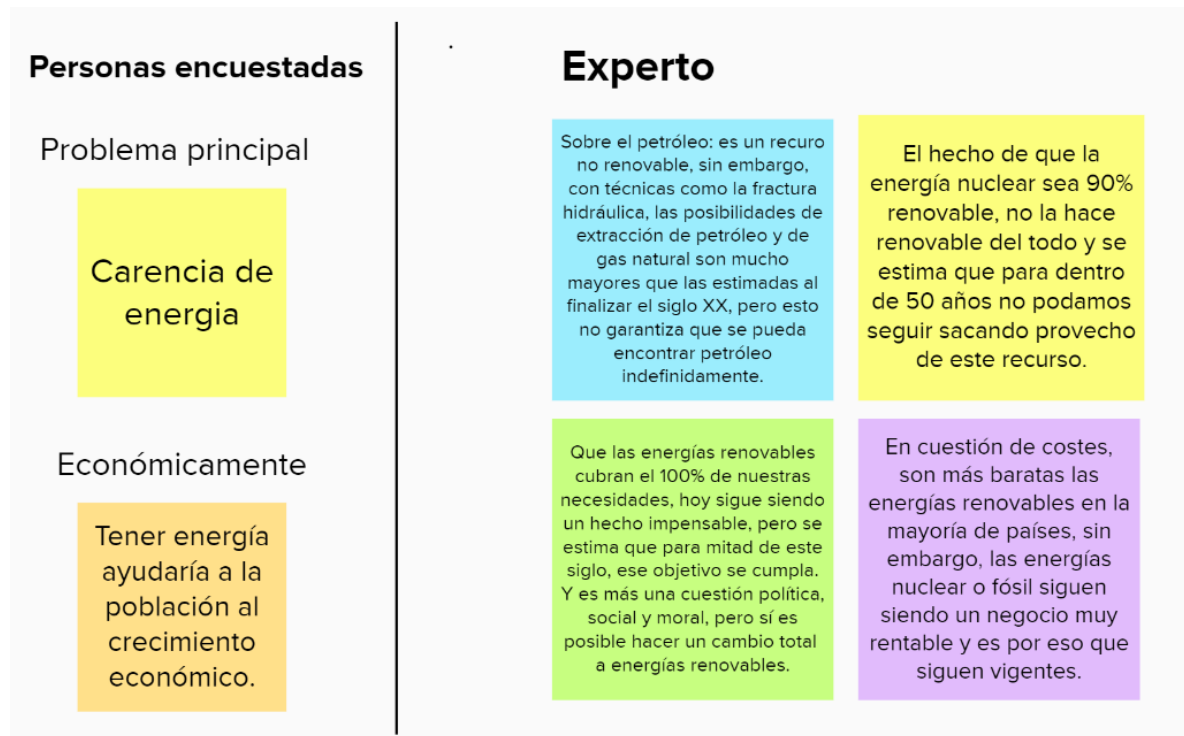 Personas encuestadas
Problema principal
Carencia de
energia
Económicamente
Tener energía
ayudaría a la
población al
crecimiento
económico.
Experto
Sobre el petróleo: es un recuro
no renovable, sin embargo,
con técnicas como la fractura
hidráulica, las posibilidades de
extracción de petróleo y de
gas natural son mucho
mayores que las estimadas al
finalizar el siglo XX, pero esto
no garantiza que se pueda
encontrar petróleo
indefinidamente.
El hecho de que la
energía nuclear sea 90%
renovable, no la hace
renovable del todo y se
estima que para dentro
de 50 años no podamos
seguir sacando provecho
de este recurso.
Que las energías renovables
cubran el 100% de nuestras
necesidades, hoy sigue siendo
un hecho impensable, pero se
estima que para mitad de este
siglo, ese objetivo se cumpla.
Y es más una cuestión política,
social y moral, pero sí es
posible hacer un cambio total
a energías renovables.
En cuestión de costes,
son más baratas las
energías renovables en la
mayoría de países, sin
embargo, las energías
nuclear o fósil siguen
siendo un negocio muy
rentable y es por eso que
siguen vigentes.